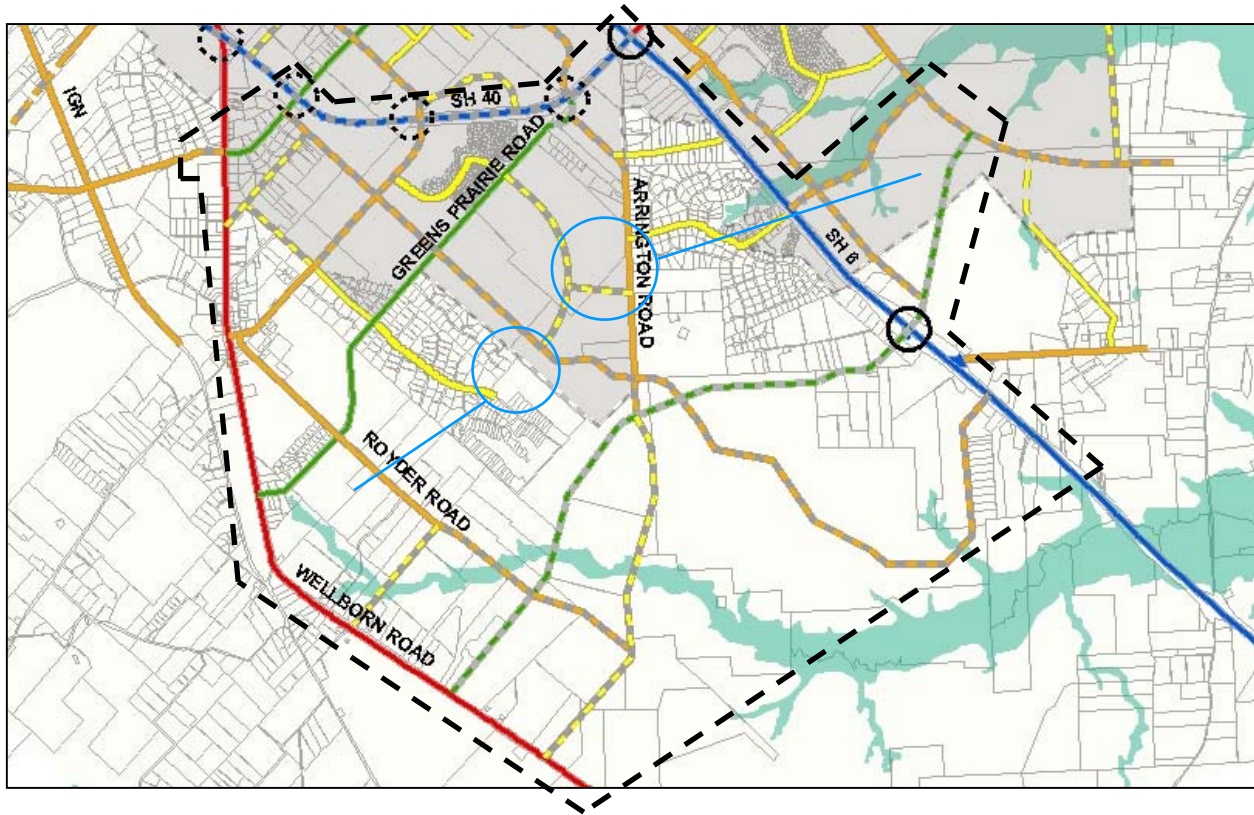 IGN
SH 40
GREENS PRAIRIE ROAD
ARRINGTON ROAD
SH 6
ROYDER ROAD
WELLBORN ROAD